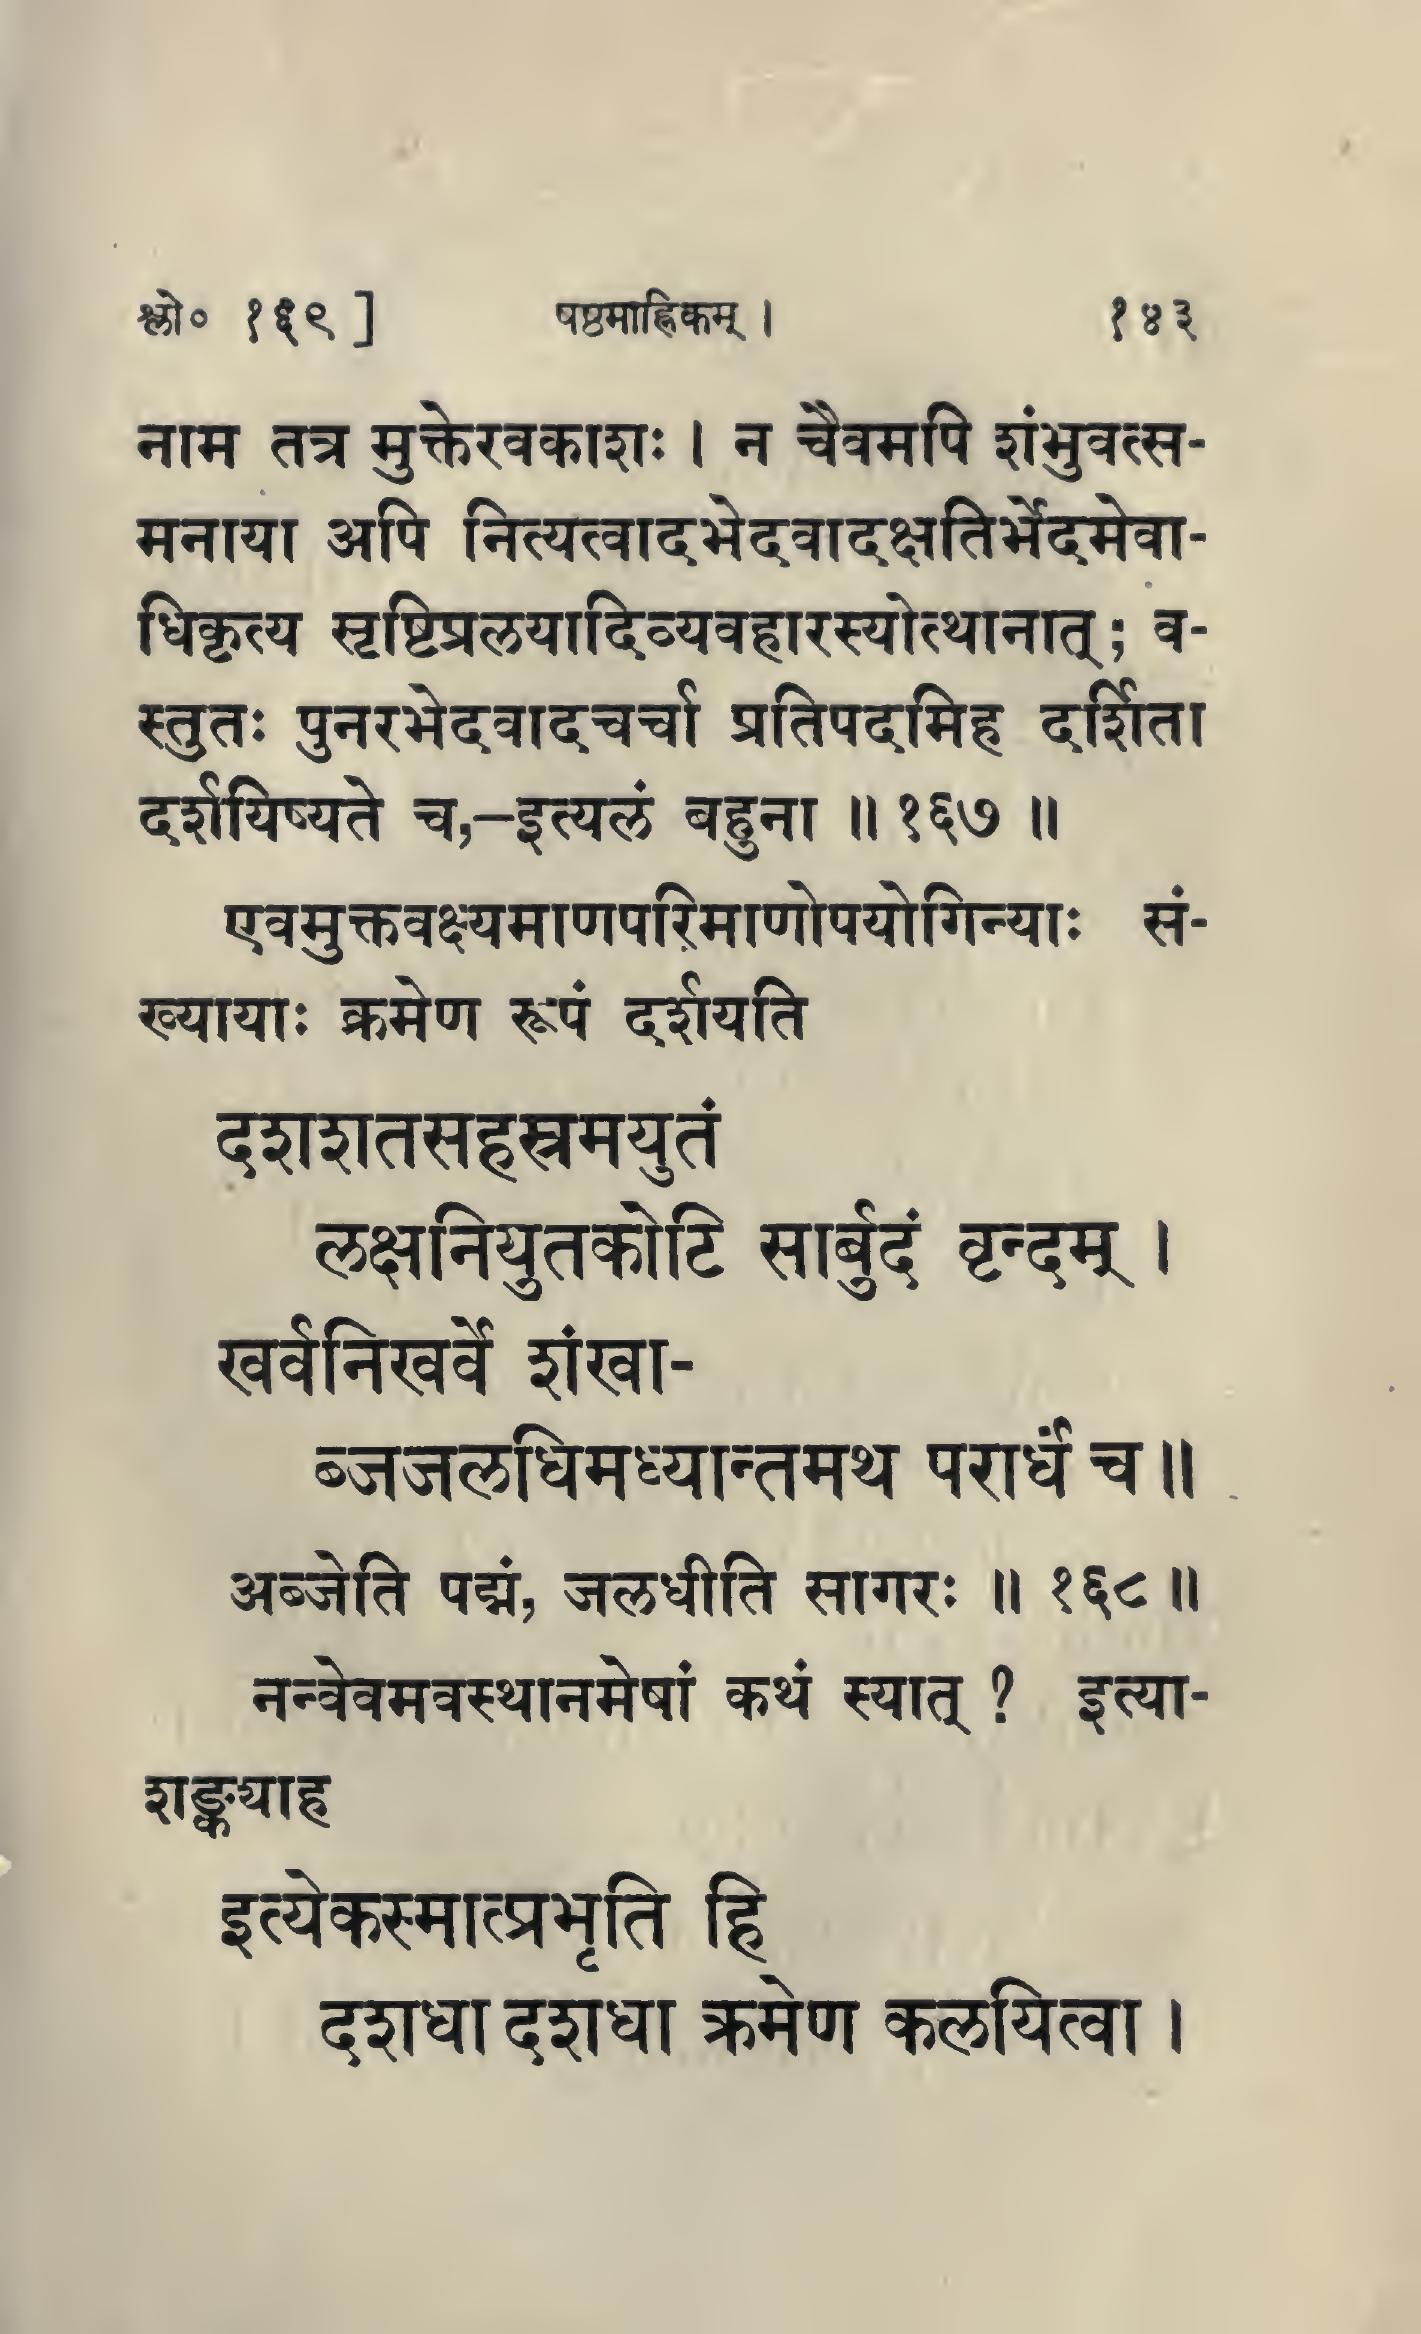 श्लो० १६९ ] षष्ठमाह्निकम् । १४३
नाम तत्र मुक्तेरवकाशः । न चैवमपि शंभुवत्स-
मनाया अपि नित्यत्वादभेदवादक्षतिर्भेदमेवा-
धिकृत्य सृष्टिप्रलयादिव्यवहारस्योत्थानात् ; व-
स्तुतः पुनरभेदवादचर्चा प्रतिपदमिह दर्शिता
दर्शयिष्यते च,–इत्यलं बहुना ॥ १६७ ॥
एवमुक्तवक्ष्यमाणपरिमाणोपयोगिन्याः सं-
ख्यायाः क्रमेण रूपं दर्शयति
दशशतसहस्रमयुतं
लक्षनियुतकोटि सार्बुदं वृन्दम् ।
खर्वनिखर्वे शंखा-
ब्जजलधिमध्यान्तमथ परार्धं च ॥
अब्जेति पद्मं, जलधीति सागरः ॥ १६८ ॥
नन्वेवमवस्थानमेषां कथं स्यात् ? इत्या-
शङ्क्याह
इत्येकस्मात्प्रभृति हि
दशधा दशधा क्रमेण कलयित्वा ।